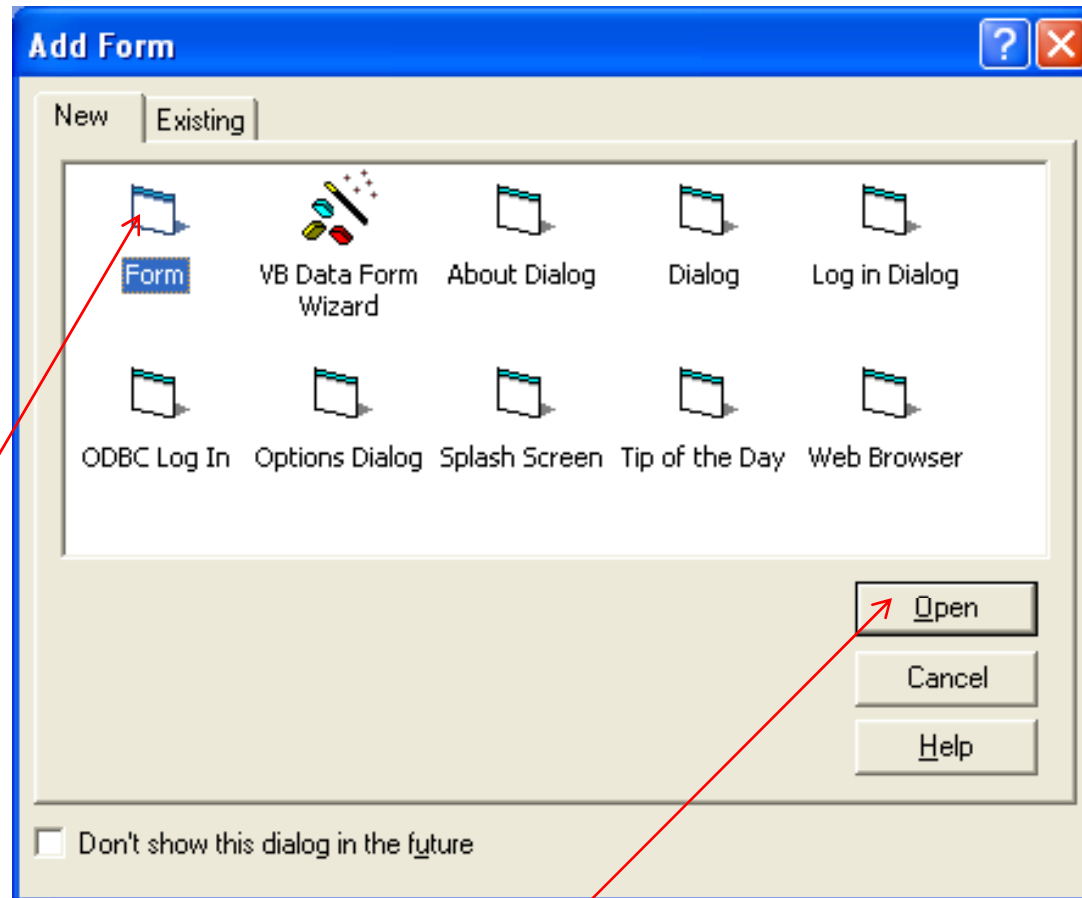 Add Form
New Existing
Form VB Data Form Wizard About Dialog Dialog Log in Dialog
ODBC Log In Options Dialog Splash Screen Tip of the Day Web Browser
Open
Cancel
Help
Don't show this dialog in the future